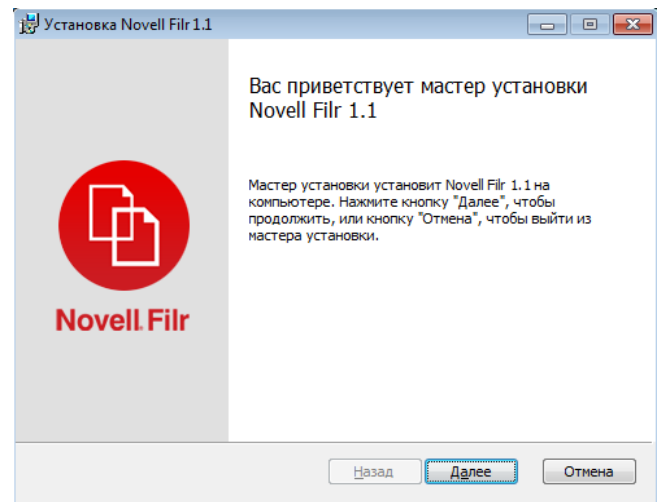 Установка Novell Filr 1.1
Вас приветствует мастер установки
Novell Filr 1.1
Мастер установки установит Novell Filr 1.1 на
компьютере. Нажмите кнопку "Далее", чтобы
продолжить, или кнопку "Отмена", чтобы выйти из
мастера установки.
Novell Filr
Назад Далее Отмена